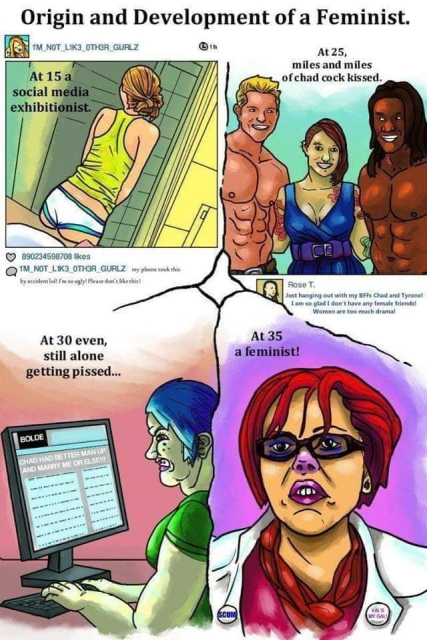 Origin and Development of a Feminist.
1M_N0T_L1K3_0TH3R_GURLZ
1h
At 15 a
social media
exhibitionist.
890234598708 likes
1M_N0T_L1K3_0TH3R_GURLZ my phone took this
by accident lol! I'm so ugly! Please don't like this!
At 25,
miles and miles
of chad cock kissed.
Rose T.
Just hanging out with my BFFs Chad and Tyrone!
I am so glad I don't have any female friends!
Women are too much drama!
At 30 even,
still alone
getting pissed...
BOLDE
CHAD HAD BETTER MAN UP
AND MARRY ME OR ELSE!!!
At 35
a feminist!
SCUM
VAL'S
MY GAL!